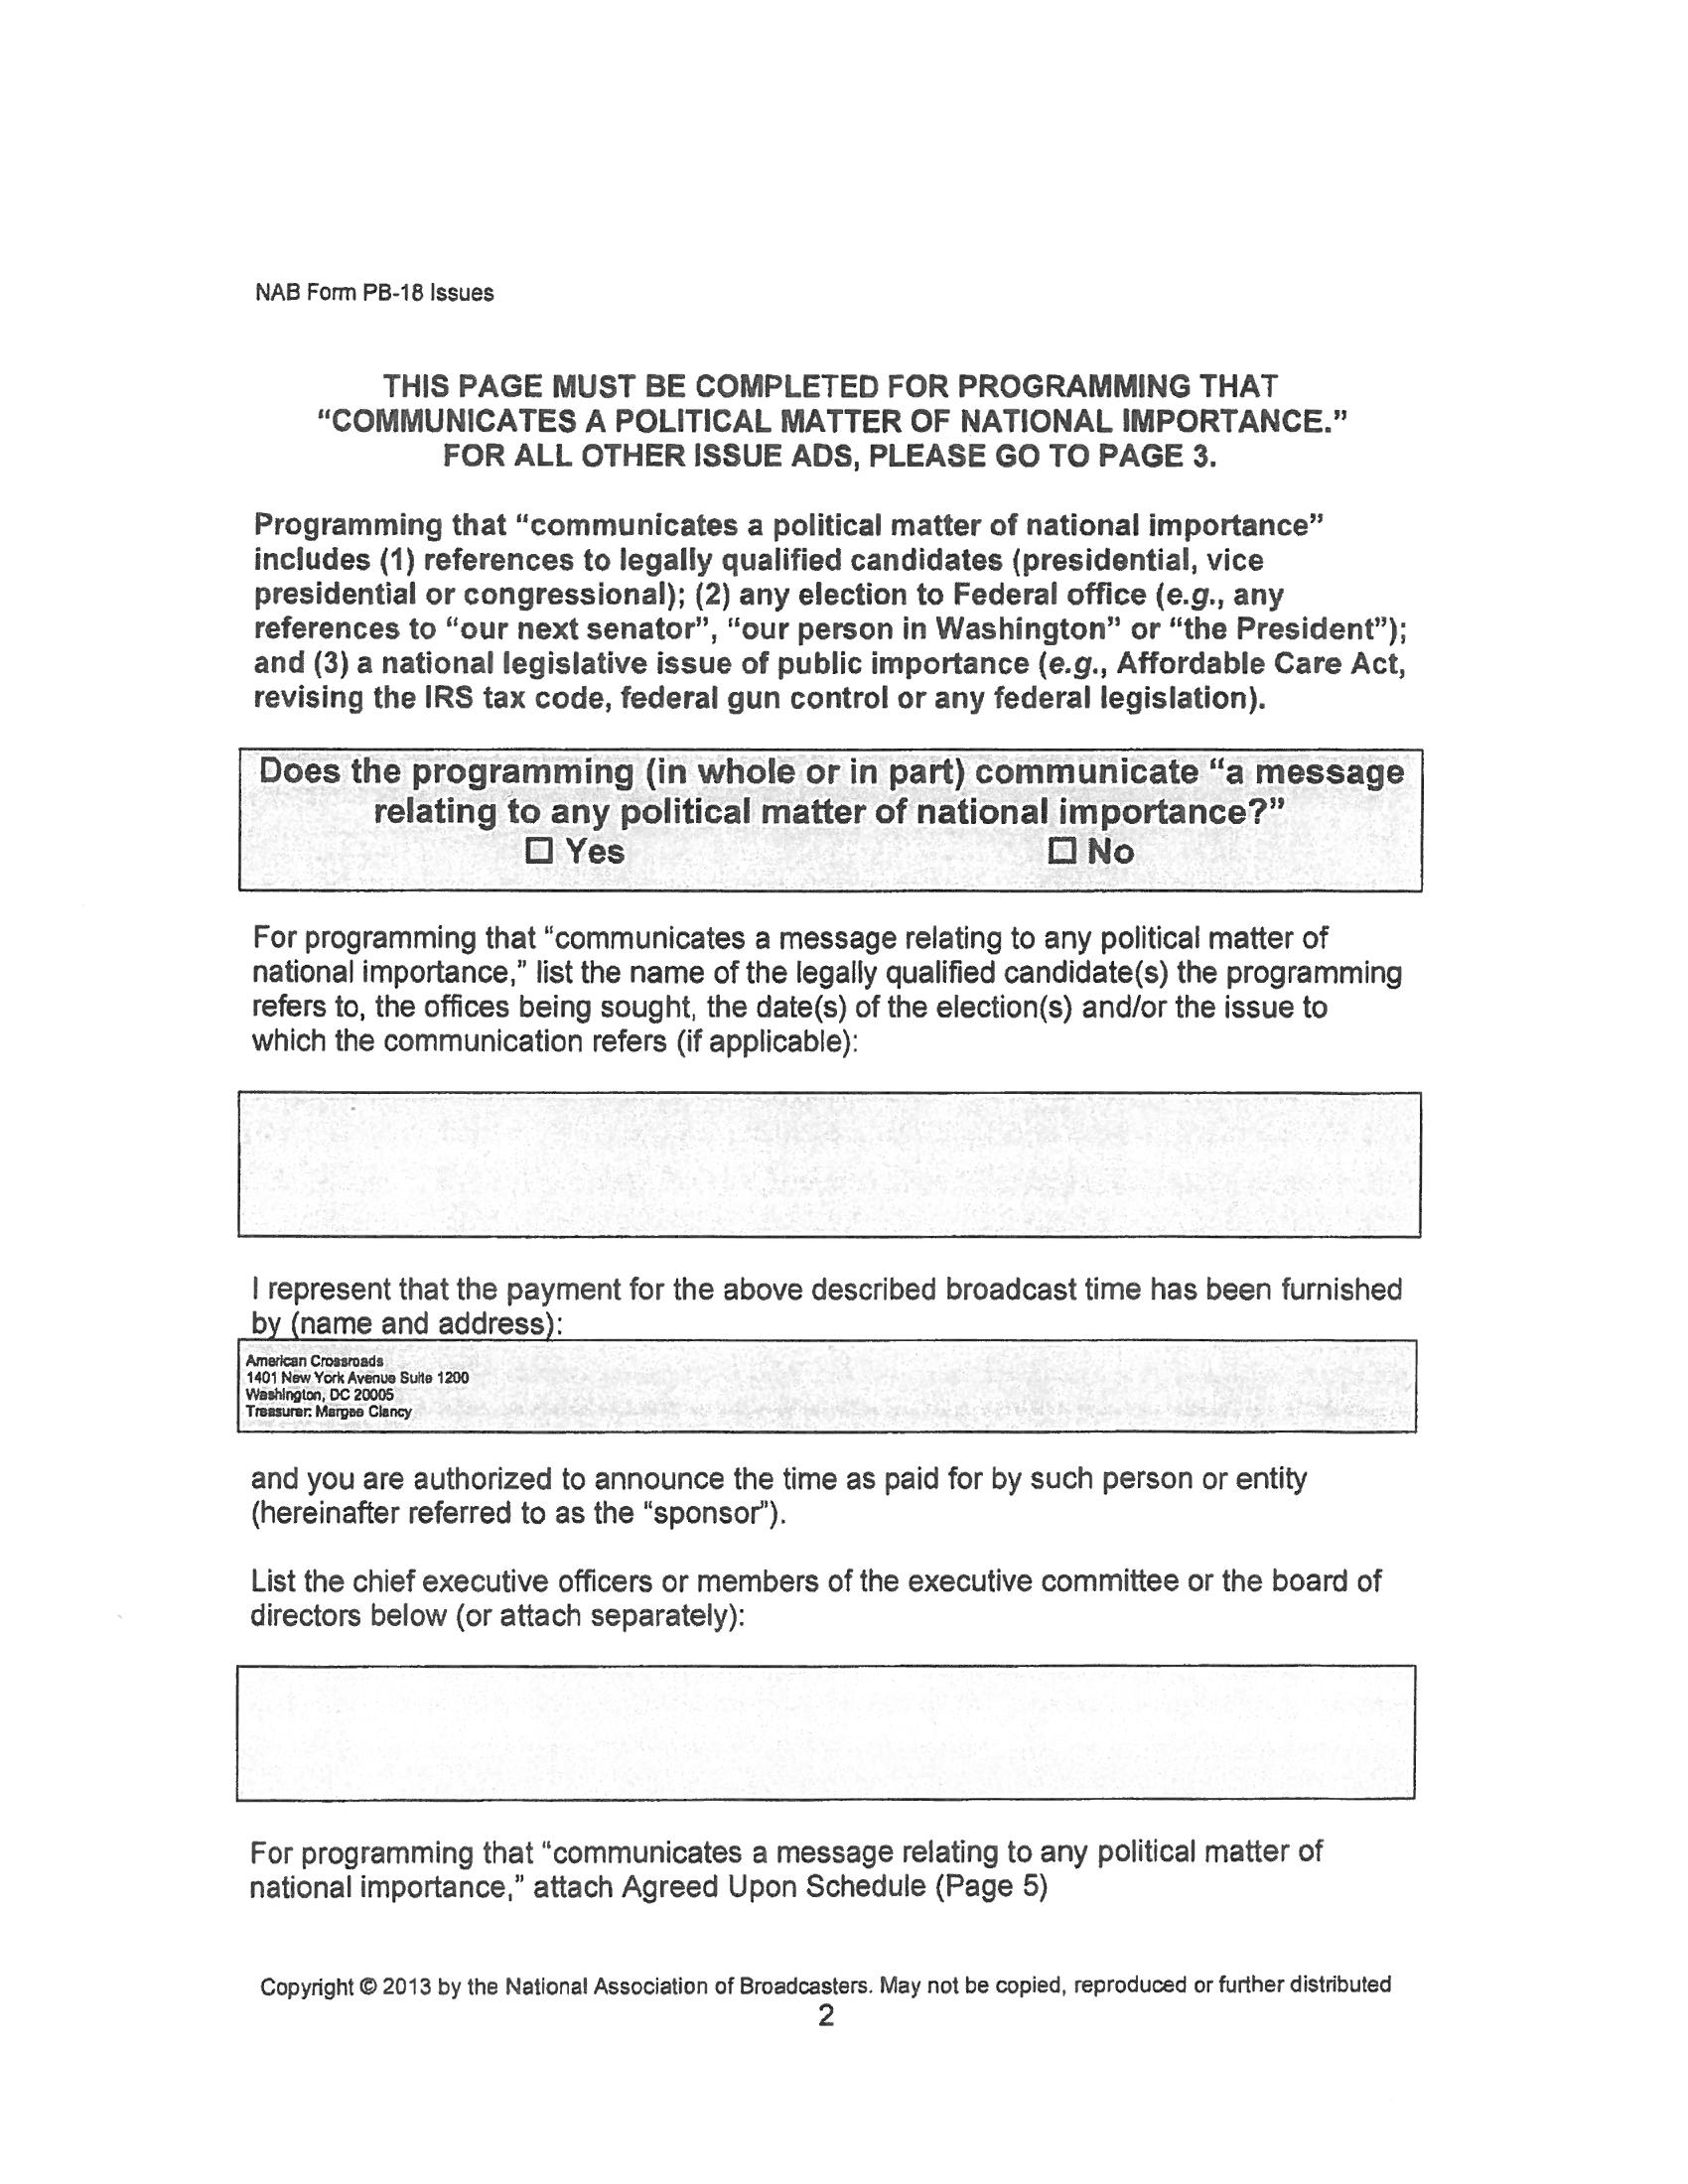 NAB Form PB-18 Issues
THIS PAGE MUST BE COMPLETED FOR PROGRAMMING THAT
“COMMUNICATES A POLITICAL MATTER OF NATIONAL IMPORTANCE.”
FOR ALL OTHER ISSUE ADS, PLEASE GO TO PAGE 3.
Programming that “communicates a political matter of national importance”
includes (1) references to legally qualified candidates (presidential, vice
presidential or congressional); (2) any election to Federal office (e.g., any
references to “our next senator”, “our person in Washington” or “the President”);
and (3) a national legislative issue of public importance (e.g., Affordable Care Act,
revising the IRS tax code, federal gun control or any federal legislation).
Does the programming (in whole or in part) communicate “a message
relating to any political matter of national importance?”
☐ Yes ☐ No
For programming that “communicates a message relating to any political matter of
national importance,” list the name of the legally qualified candidate(s) the programming
refers to, the offices being sought, the date(s) of the election(s) and/or the issue to
which the communication refers (if applicable):
I represent that the payment for the above described broadcast time has been furnished
by (name and address):
American Crossroads
1401 New York Avenue Suite 1200
Washington, DC 20005
Treasurer: Margee Clancy
and you are authorized to announce the time as paid for by such person or entity
(hereinafter referred to as the “sponsor”).
List the chief executive officers or members of the executive committee or the board of
directors below (or attach separately):
For programming that “communicates a message relating to any political matter of
national importance,” attach Agreed Upon Schedule (Page 5)
Copyright © 2013 by the National Association of Broadcasters. May not be copied, reproduced or further distributed
2